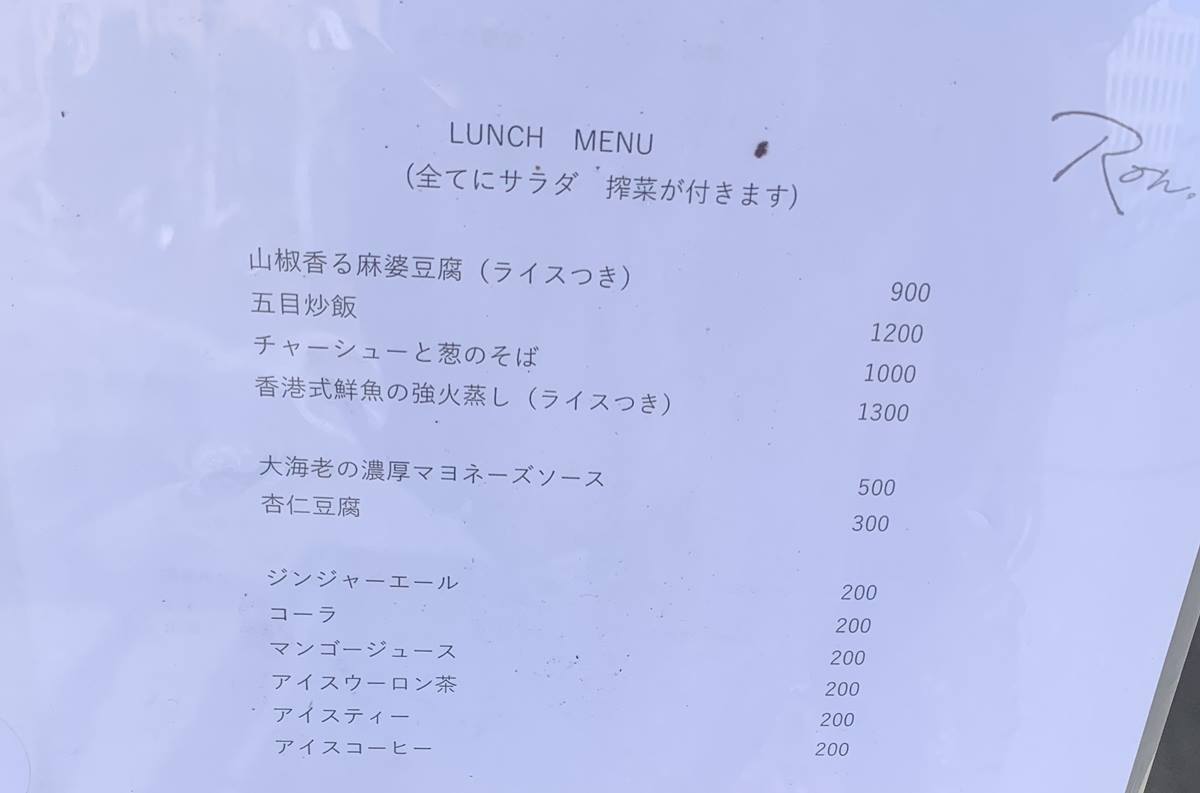 LUNCH MENU
Ron.
(全てにサラダ 搾菜が付きます)
山椒香る麻婆豆腐（ライスつき） 900
五目炒飯 1200
チャーシューと葱のそば 1000
香港式鮮魚の強火蒸し（ライスつき） 1300
大海老の濃厚マヨネーズソース 500
杏仁豆腐 300
ジンジャーエール 200
コーラ 200
マンゴージュース 200
アイスウーロン茶 200
アイスティー 200
アイスコーヒー 200